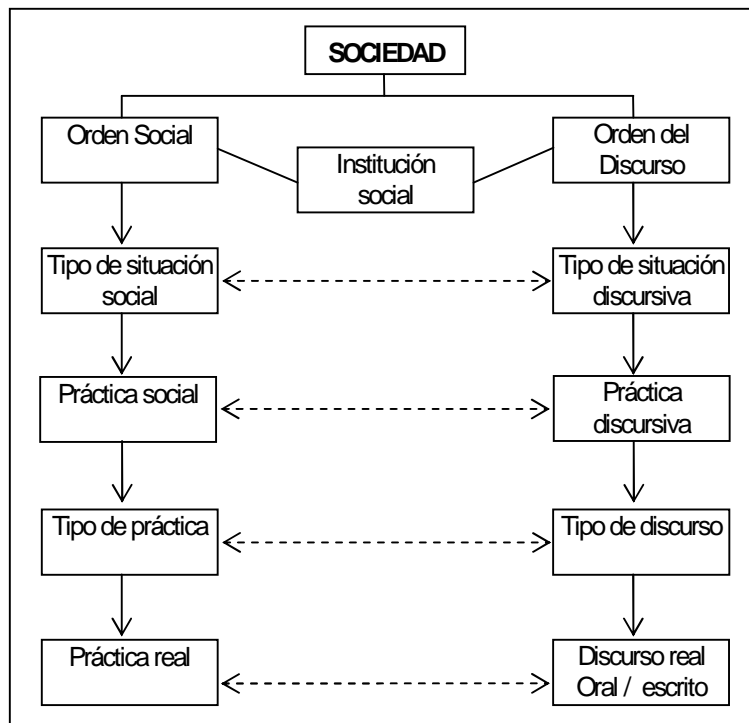 SOCIEDAD
Orden Social
Orden del
Discurso
Institución
social
Tipo de situación
social
Tipo de situación
discursiva
Práctica social
Práctica
discursiva
Tipo de práctica
Tipo de discurso
Práctica real
Discurso real
Oral / escrito